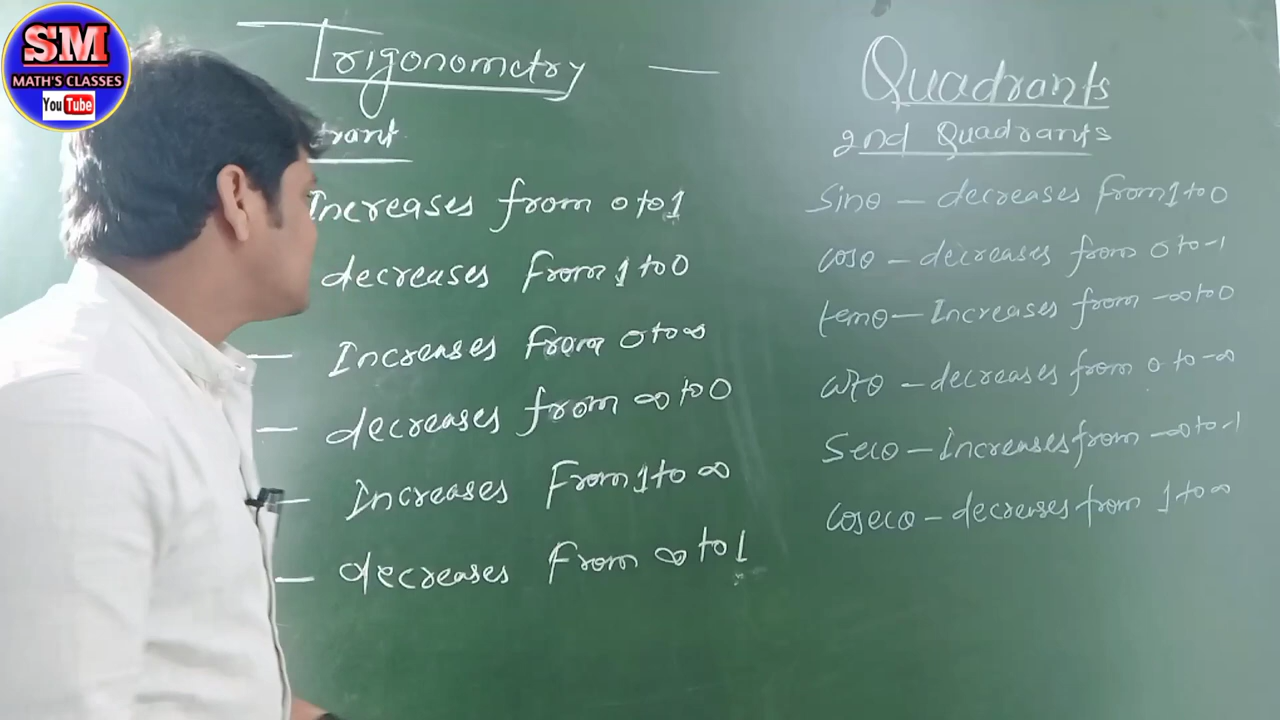 SM
MATH'S CLASSES
YouTube
Trigonometry — Quadrants
rant
Increases from 0 to 1
decreases from 1 to 0
— Increases from 0 to ∞
— decreases from ∞ to 0
— Increases From 1 to ∞
— decreases From ∞ to 1
2nd Quadrants
Sinθ — decreases from 1 to 0
cosθ — decreases from 0 to -1
tanθ — Increases from -∞ to 0
cotθ — decreases from 0 to -∞
Secθ — Increases from -∞ to -1
Cosecθ — decreases from 1 to ∞